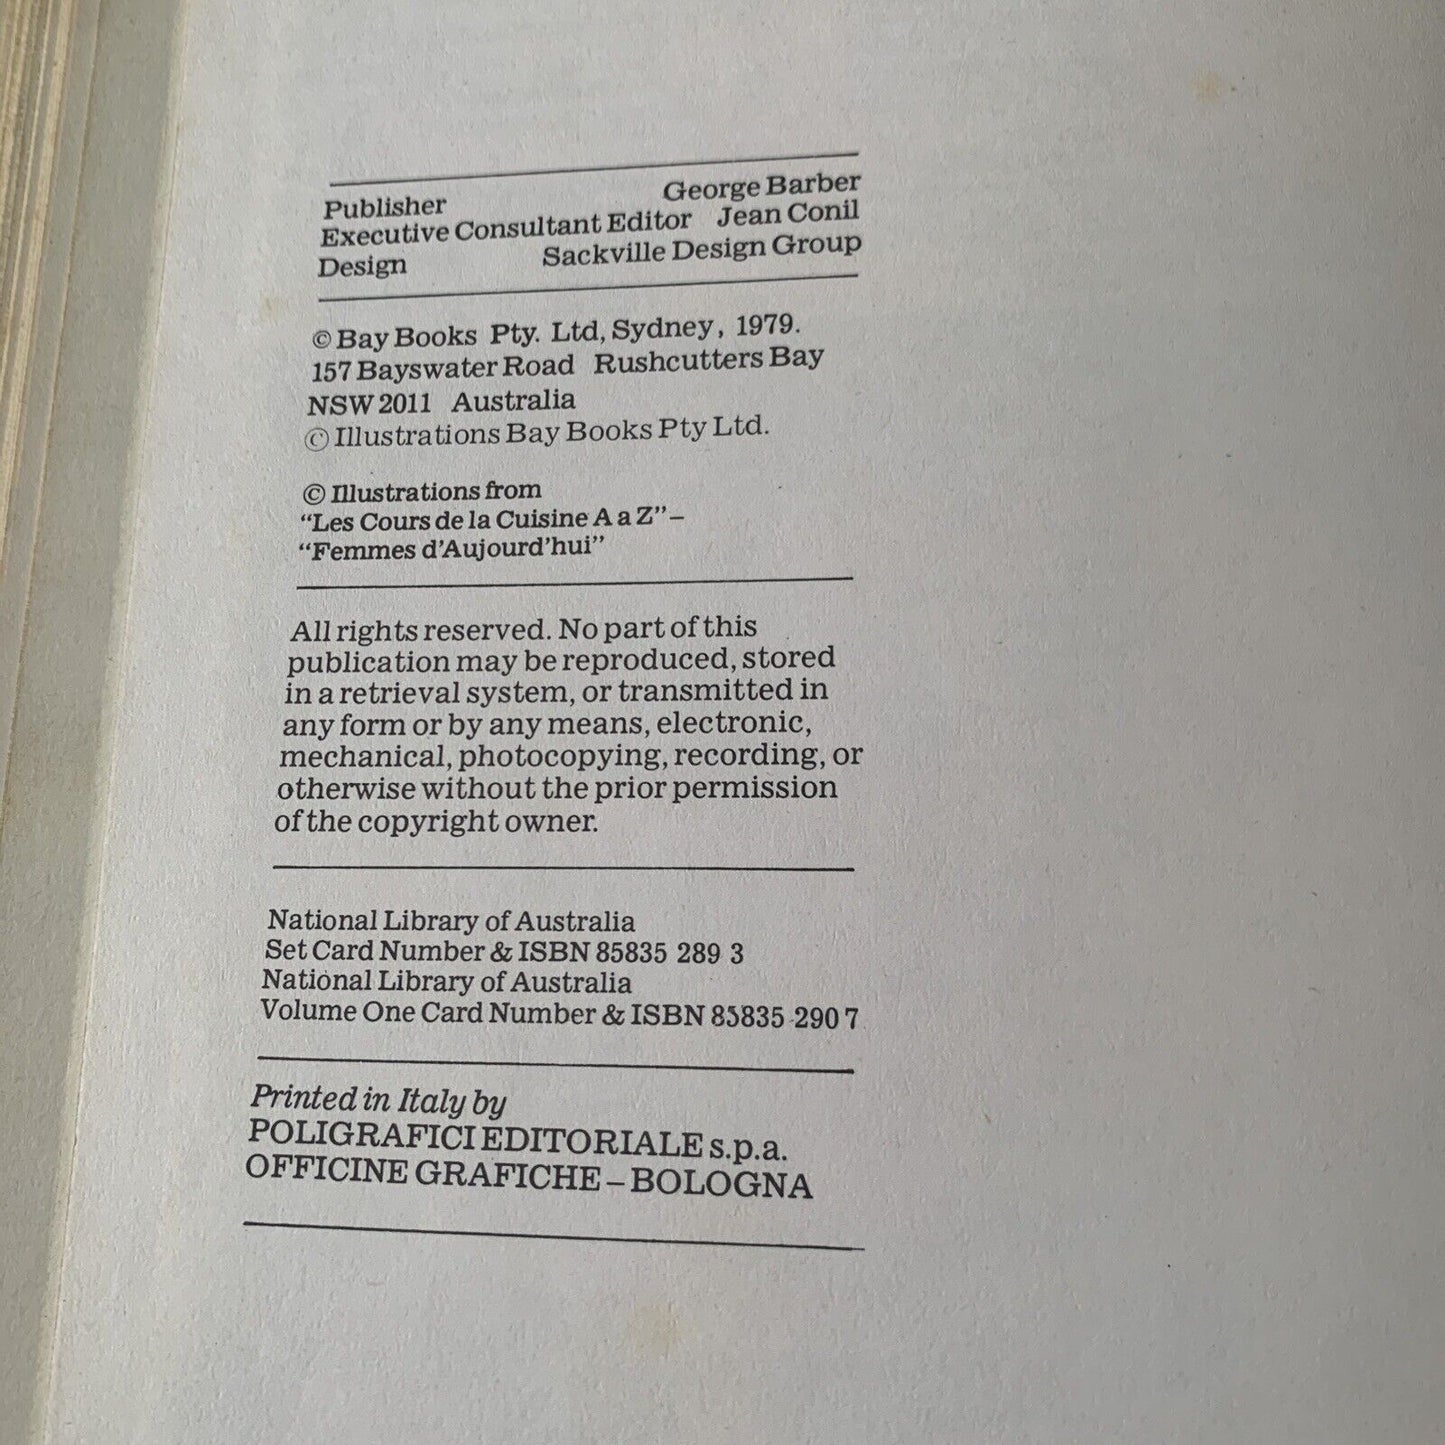 Publisher George Barber
Executive Consultant Editor Jean Conil
Design Sackville Design Group
© Bay Books Pty. Ltd, Sydney, 1979.
157 Bayswater Road Rushcutters Bay
NSW 2011 Australia
© Illustrations Bay Books Pty Ltd.
© Illustrations from
“Les Cours de la Cuisine A a Z” –
“Femmes d’Aujourd’hui”
All rights reserved. No part of this
publication may be reproduced, stored
in a retrieval system, or transmitted in
any form or by any means, electronic,
mechanical, photocopying, recording, or
otherwise without the prior permission
of the copyright owner.
National Library of Australia
Set Card Number & ISBN 85835 289 3
National Library of Australia
Volume One Card Number & ISBN 85835 290 7
Printed in Italy by
POLIGRAFICI EDITORIALE s.p.a.
OFFICINE GRAFICHE – BOLOGNA